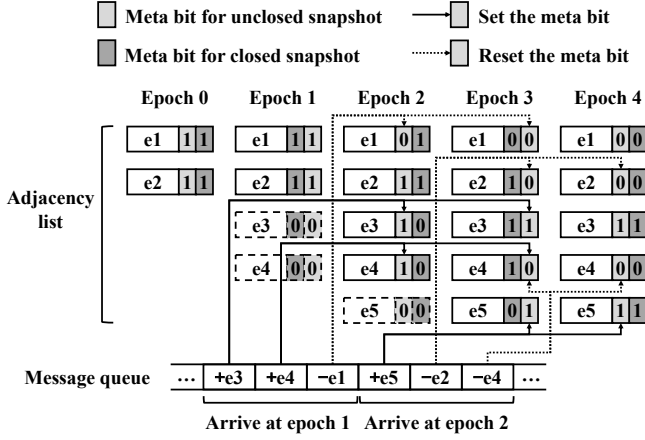 Meta bit for unclosed snapshot Set the meta bit
Meta bit for closed snapshot Reset the meta bit
Epoch 0 Epoch 1 Epoch 2 Epoch 3 Epoch 4
e1 1 1 e1 1 1 e1 0 1 e1 0 0 e1 0 0
e2 1 1 e2 1 1 e2 1 1 e2 1 0 e2 0 0
Adjacency
list
e3 0 0 e3 1 0 e3 1 1 e3 1 1
e4 0 0 e4 1 0 e4 1 0 e4 0 0
e5 0 0 e5 0 1 e5 1 1
Message queue ... +e3 +e4 −e1 +e5 −e2 −e4 ...
Arrive at epoch 1 Arrive at epoch 2